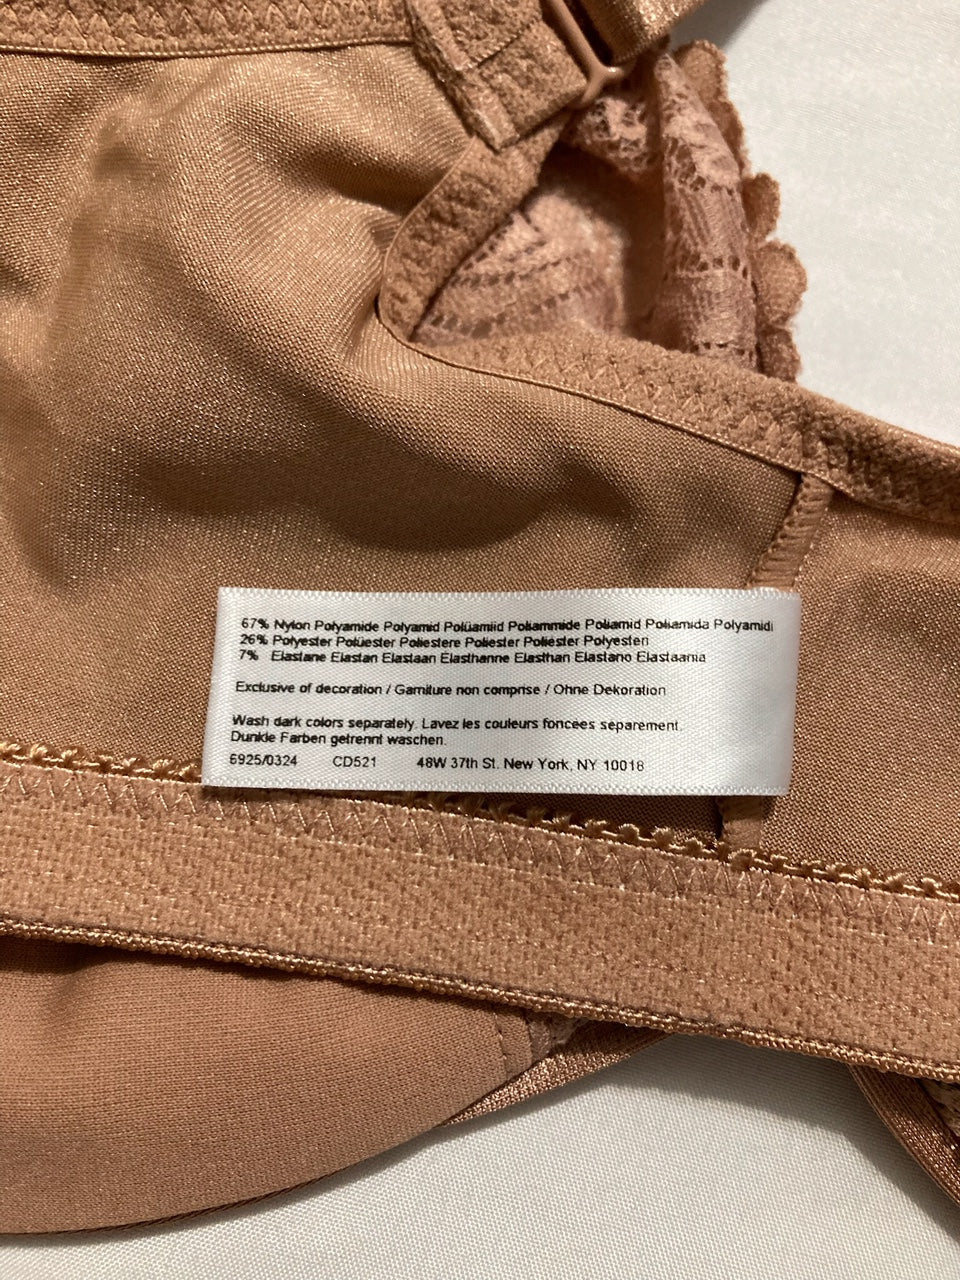 67% Nylon Polyamide Polyamid Polüamiid Poliammide Poliamid Poliamida Polyamidi
26% Polyester Polüester Poliestere Poliester Poliéster Polyesteri
7% Elastane Elastan Elastaan Elasthanne Elasthan Elastano Elastaania
Exclusive of decoration / Garniture non comprise / Ohne Dekoration
Wash dark colors separately. Lavez les couleurs foncees separement.
Dunkle Farben getrennt waschen.
6925/0324 CD521 48W 37th St. New York, NY 10018